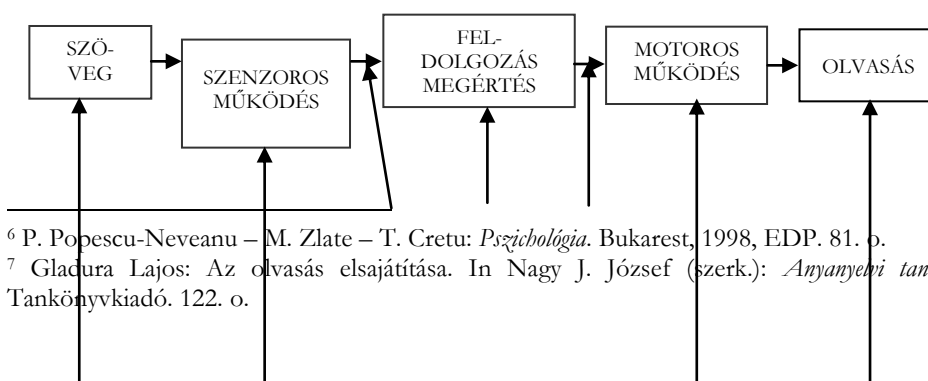 SZÖ-
VEG
SZENZOROS
MŰKÖDÉS
FEL-
DOLGOZÁS
MEGÉRTÉS
MOTOROS
MŰKÖDÉS
OLVASÁS
6 P. Popescu-Neveanu – M. Zlate – T. Cretu: Pszichológia. Bukarest, 1998, EDP. 81. o.
7 Gladura Lajos: Az olvasás elsajátítása. In Nagy J. József (szerk.): Anyanyelvi tan
Tankönyvkiadó. 122. o.